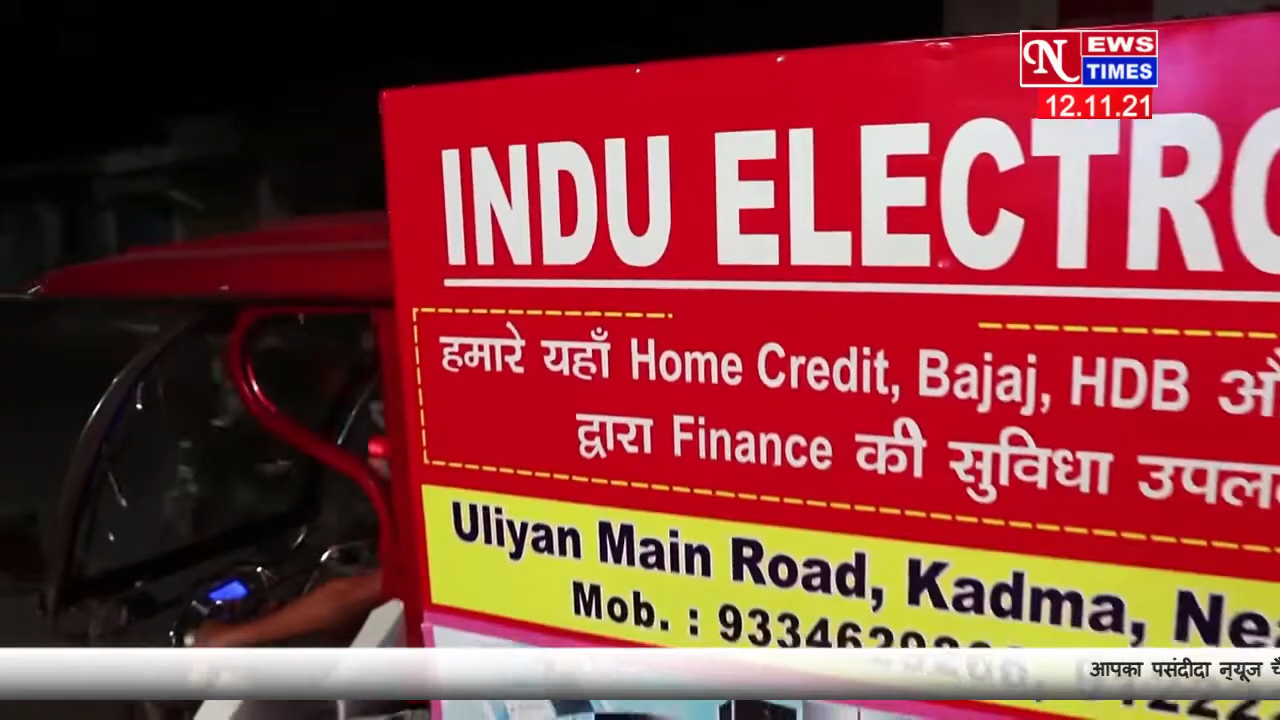 NEWS
TIMES
12.11.21
INDU ELECTRO
हमारे यहाँ Home Credit, Bajaj, HDB
द्वारा Finance की सुविधा
Uliyan Main Road, Kadma,
Mob. :
आपका पसंदीदा न्यूज